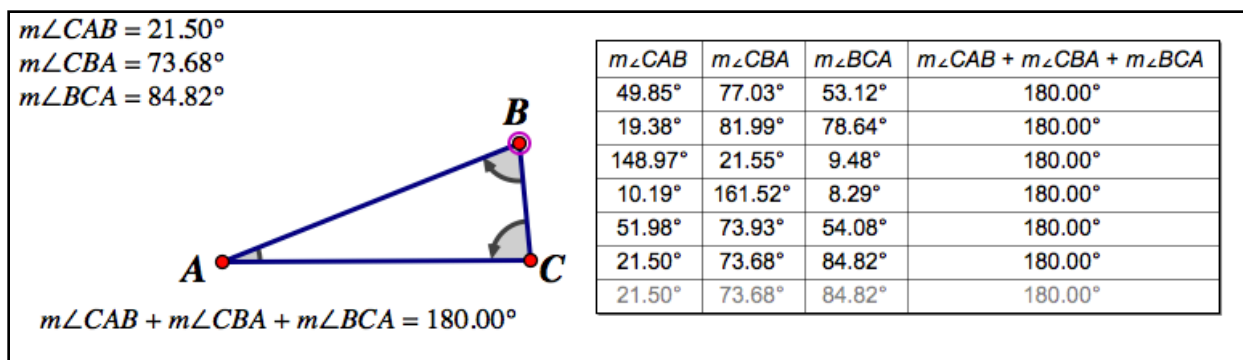 m∠CAB = 21.50°
m∠CBA = 73.68°
m∠BCA = 84.82°
B
A
C
m∠CAB + m∠CBA + m∠BCA = 180.00°
m∠CAB m∠CBA m∠BCA m∠CAB + m∠CBA + m∠BCA
49.85° 77.03° 53.12° 180.00°
19.38° 81.99° 78.64° 180.00°
148.97° 21.55° 9.48° 180.00°
10.19° 161.52° 8.29° 180.00°
51.98° 73.93° 54.08° 180.00°
21.50° 73.68° 84.82° 180.00°
21.50° 73.68° 84.82° 180.00°